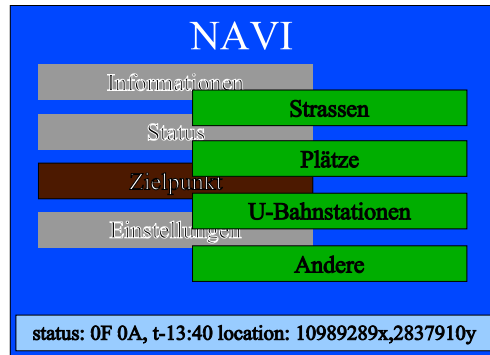 NAVI
Informationen
Strassen
Status
Plätze
Zielpunkt
U-Bahnstationen
Einstellungen
Andere
status: 0F 0A, t-13:40 location: 10989289x,2837910y